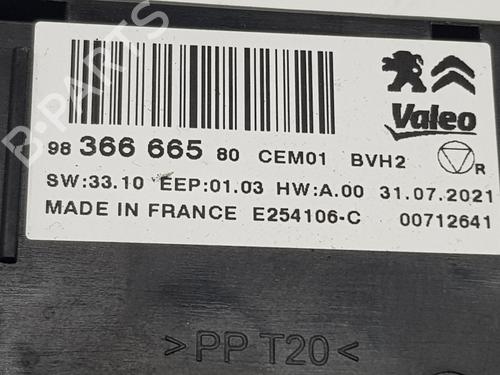 Valeo
98 366 665 80 CEM01 BVH2
R
SW:33.10 EEP:01.03 HW:A.00 31.07.2021
MADE IN FRANCE E254106-C 00712641
>PP T20<
B-PARTS